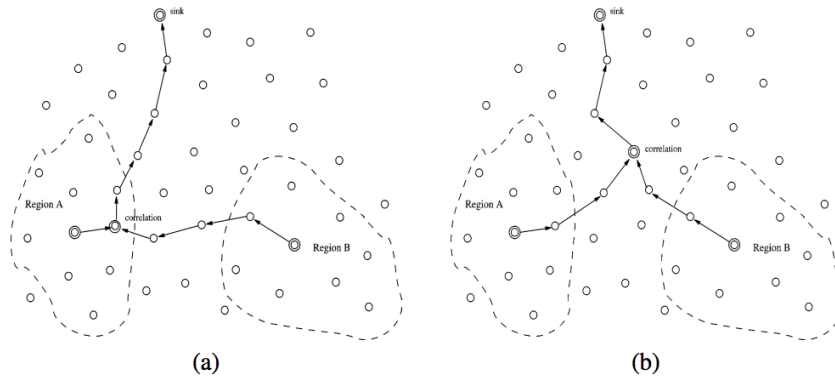 sink
correlation
Region A
Region B
(a)
sink
correlation
Region A
Region B
(b)